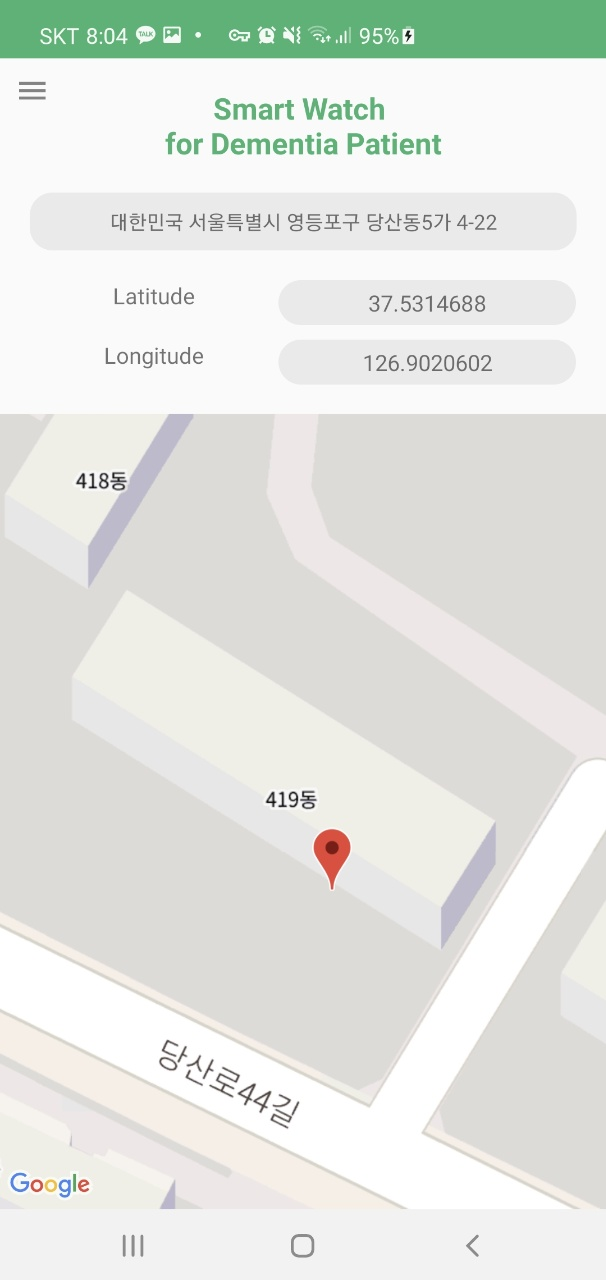 SKT 8:04 TALK 95%
Smart Watch
for Dementia Patient
대한민국 서울특별시 영등포구 당산동5가 4-22
Latitude 37.5314688
Longitude 126.9020602
418동
419동
당산로44길
Google